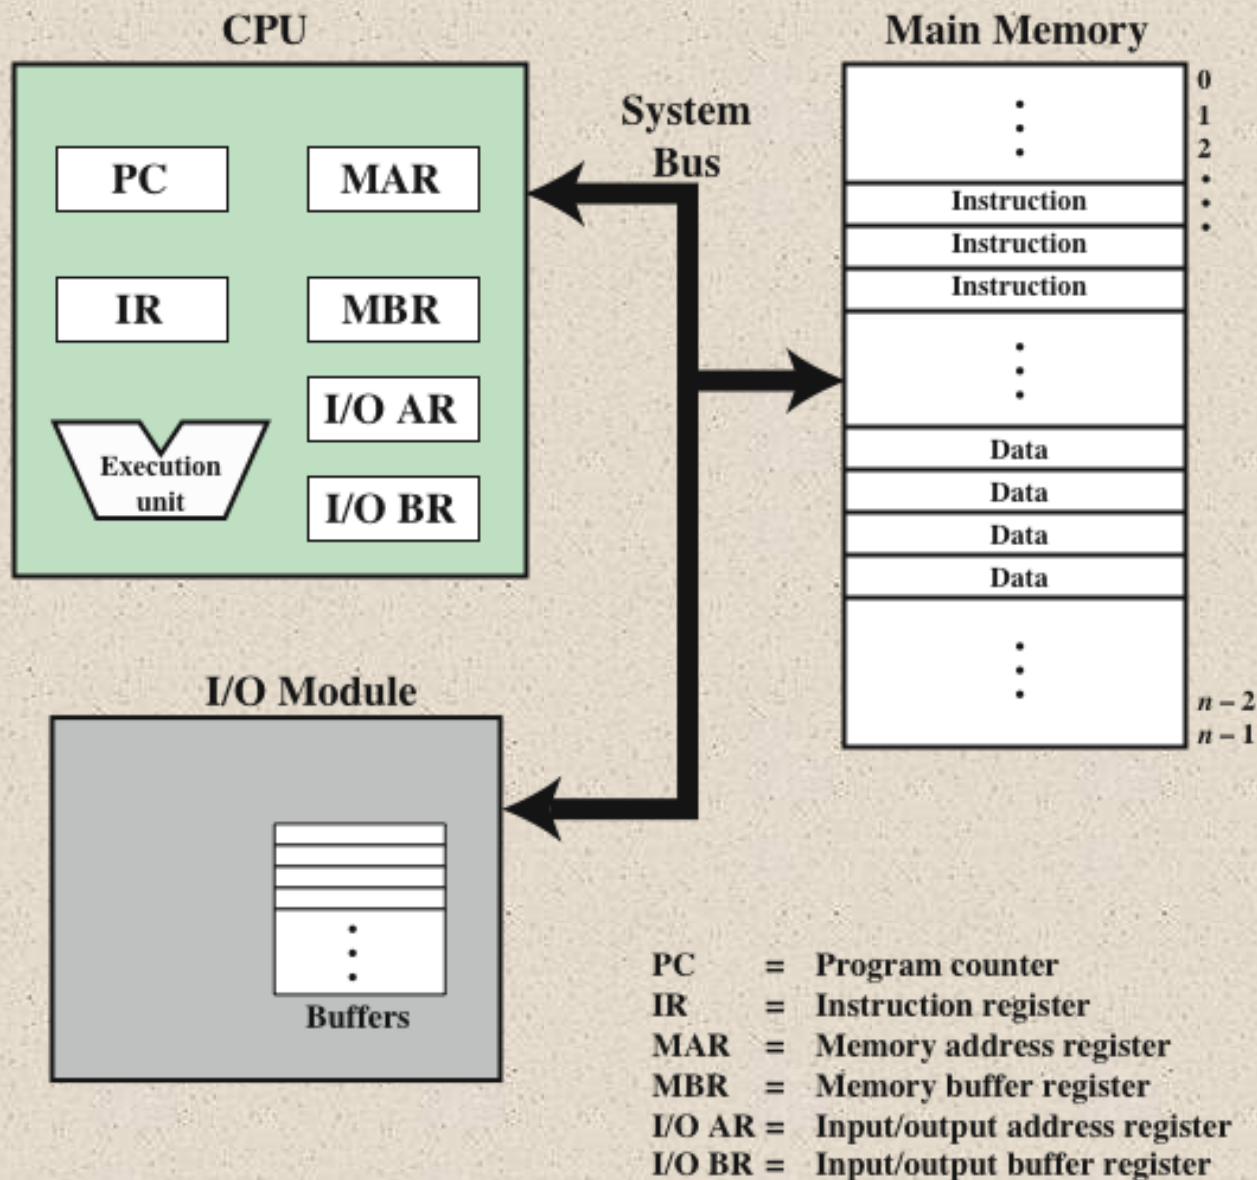 CPU
PC
MAR
IR
MBR
I/O AR
Execution
unit
I/O BR
System
Bus
Main Memory
0
1
2
Instruction
Instruction
Instruction
Data
Data
Data
Data
n – 2
n – 1
I/O Module
Buffers
PC = Program counter
IR = Instruction register
MAR = Memory address register
MBR = Memory buffer register
I/O AR = Input/output address register
I/O BR = Input/output buffer register